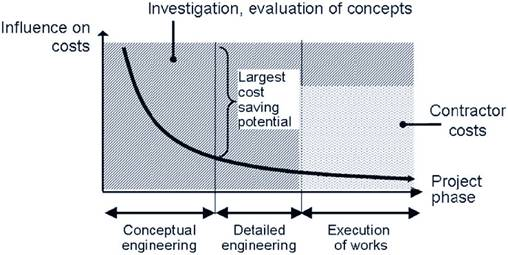 Investigation, evaluation of concepts
Influence on
costs
Largest
cost
saving
potential
Contractor
costs
Project
phase
Conceptual
engineering
Detailed
engineering
Execution
of works